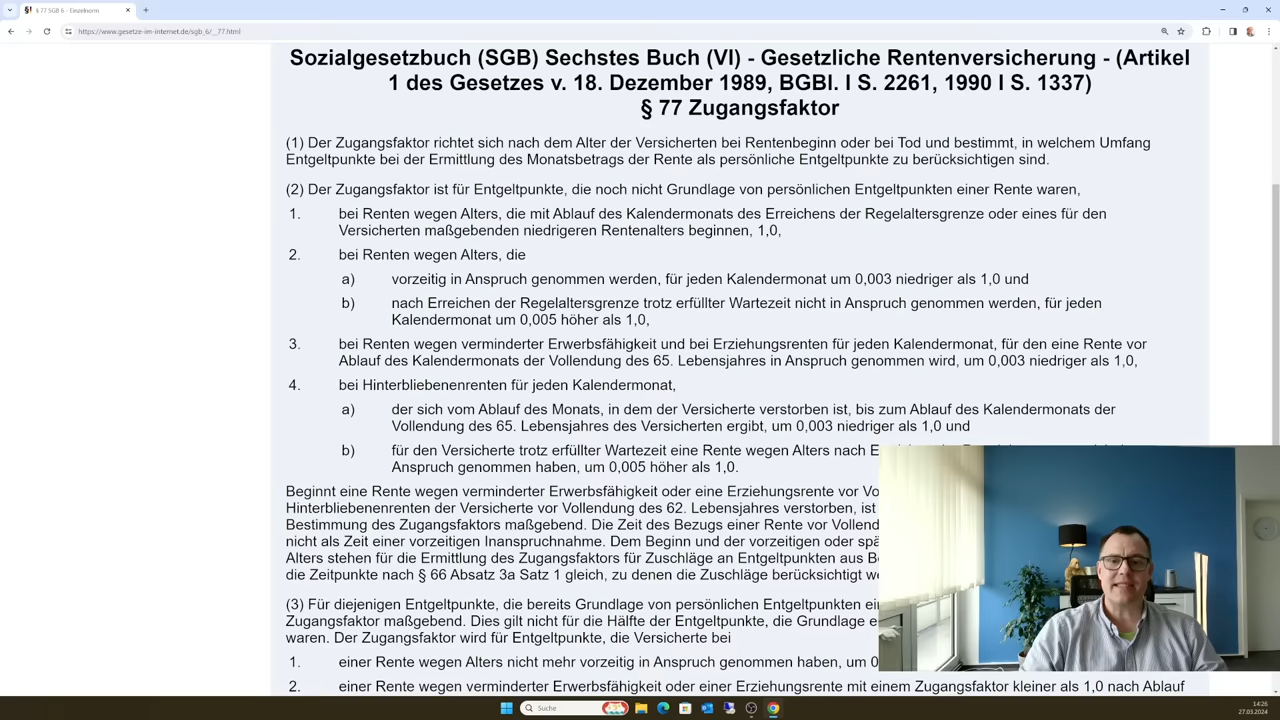 § 77 SGB 6 - Einzelnorm
https://www.gesetze-im-internet.de/sgb_6/__77.html
Sozialgesetzbuch (SGB) Sechstes Buch (VI) - Gesetzliche Rentenversicherung - (Artikel
1 des Gesetzes v. 18. Dezember 1989, BGBl. I S. 2261, 1990 I S. 1337)
§ 77 Zugangsfaktor
(1) Der Zugangsfaktor richtet sich nach dem Alter der Versicherten bei Rentenbeginn oder bei Tod und bestimmt, in welchem Umfang
Entgeltpunkte bei der Ermittlung des Monatsbetrags der Rente als persönliche Entgeltpunkte zu berücksichtigen sind.
(2) Der Zugangsfaktor ist für Entgeltpunkte, die noch nicht Grundlage von persönlichen Entgeltpunkten einer Rente waren,
1. bei Renten wegen Alters, die mit Ablauf des Kalendermonats des Erreichens der Regelaltersgrenze oder eines für den
Versicherten maßgebenden niedrigeren Rentenalters beginnen, 1,0,
2. bei Renten wegen Alters, die
a) vorzeitig in Anspruch genommen werden, für jeden Kalendermonat um 0,003 niedriger als 1,0 und
b) nach Erreichen der Regelaltersgrenze trotz erfüllter Wartezeit nicht in Anspruch genommen werden, für jeden
Kalendermonat um 0,005 höher als 1,0,
3. bei Renten wegen verminderter Erwerbsfähigkeit und bei Erziehungsrenten für jeden Kalendermonat, für den eine Rente vor
Ablauf des Kalendermonats der Vollendung des 65. Lebensjahres in Anspruch genommen wird, um 0,003 niedriger als 1,0,
4. bei Hinterbliebenenrenten für jeden Kalendermonat,
a) der sich vom Ablauf des Monats, in dem der Versicherte verstorben ist, bis zum Ablauf des Kalendermonats der
Vollendung des 65. Lebensjahres des Versicherten ergibt, um 0,003 niedriger als 1,0 und
b) für den Versicherte trotz erfüllter Wartezeit eine Rente wegen Alters nach
Anspruch genommen haben, um 0,005 höher als 1,0.
Beginnt eine Rente wegen verminderter Erwerbsfähigkeit oder eine Erziehungsrente vor
Hinterbliebenenrenten der Versicherte vor Vollendung des 62. Lebensjahres verstorben, ist
Bestimmung des Zugangsfaktors maßgebend. Die Zeit des Bezugs einer Rente vor
nicht als Zeit einer vorzeitigen Inanspruchnahme. Dem Beginn und der vorzeitigen oder
Alters stehen für die Ermittlung des Zugangsfaktors für Zuschläge an Entgeltpunkten aus
die Zeitpunkte nach § 66 Absatz 3a Satz 1 gleich, zu denen die Zuschläge berücksichtigt
(3) Für diejenigen Entgeltpunkte, die bereits Grundlage von persönlichen Entgeltpunkten
Zugangsfaktor maßgebend. Dies gilt nicht für die Hälfte der Entgeltpunkte, die Grundlage
waren. Der Zugangsfaktor wird für Entgeltpunkte, die Versicherte bei
1. einer Rente wegen Alters nicht mehr vorzeitig in Anspruch genommen haben, um
2. einer Rente wegen verminderter Erwerbsfähigkeit oder einer Erziehungsrente mit einem Zugangsfaktor kleiner als 1,0 nach Ablauf
Suche
14:26
27.03.2024